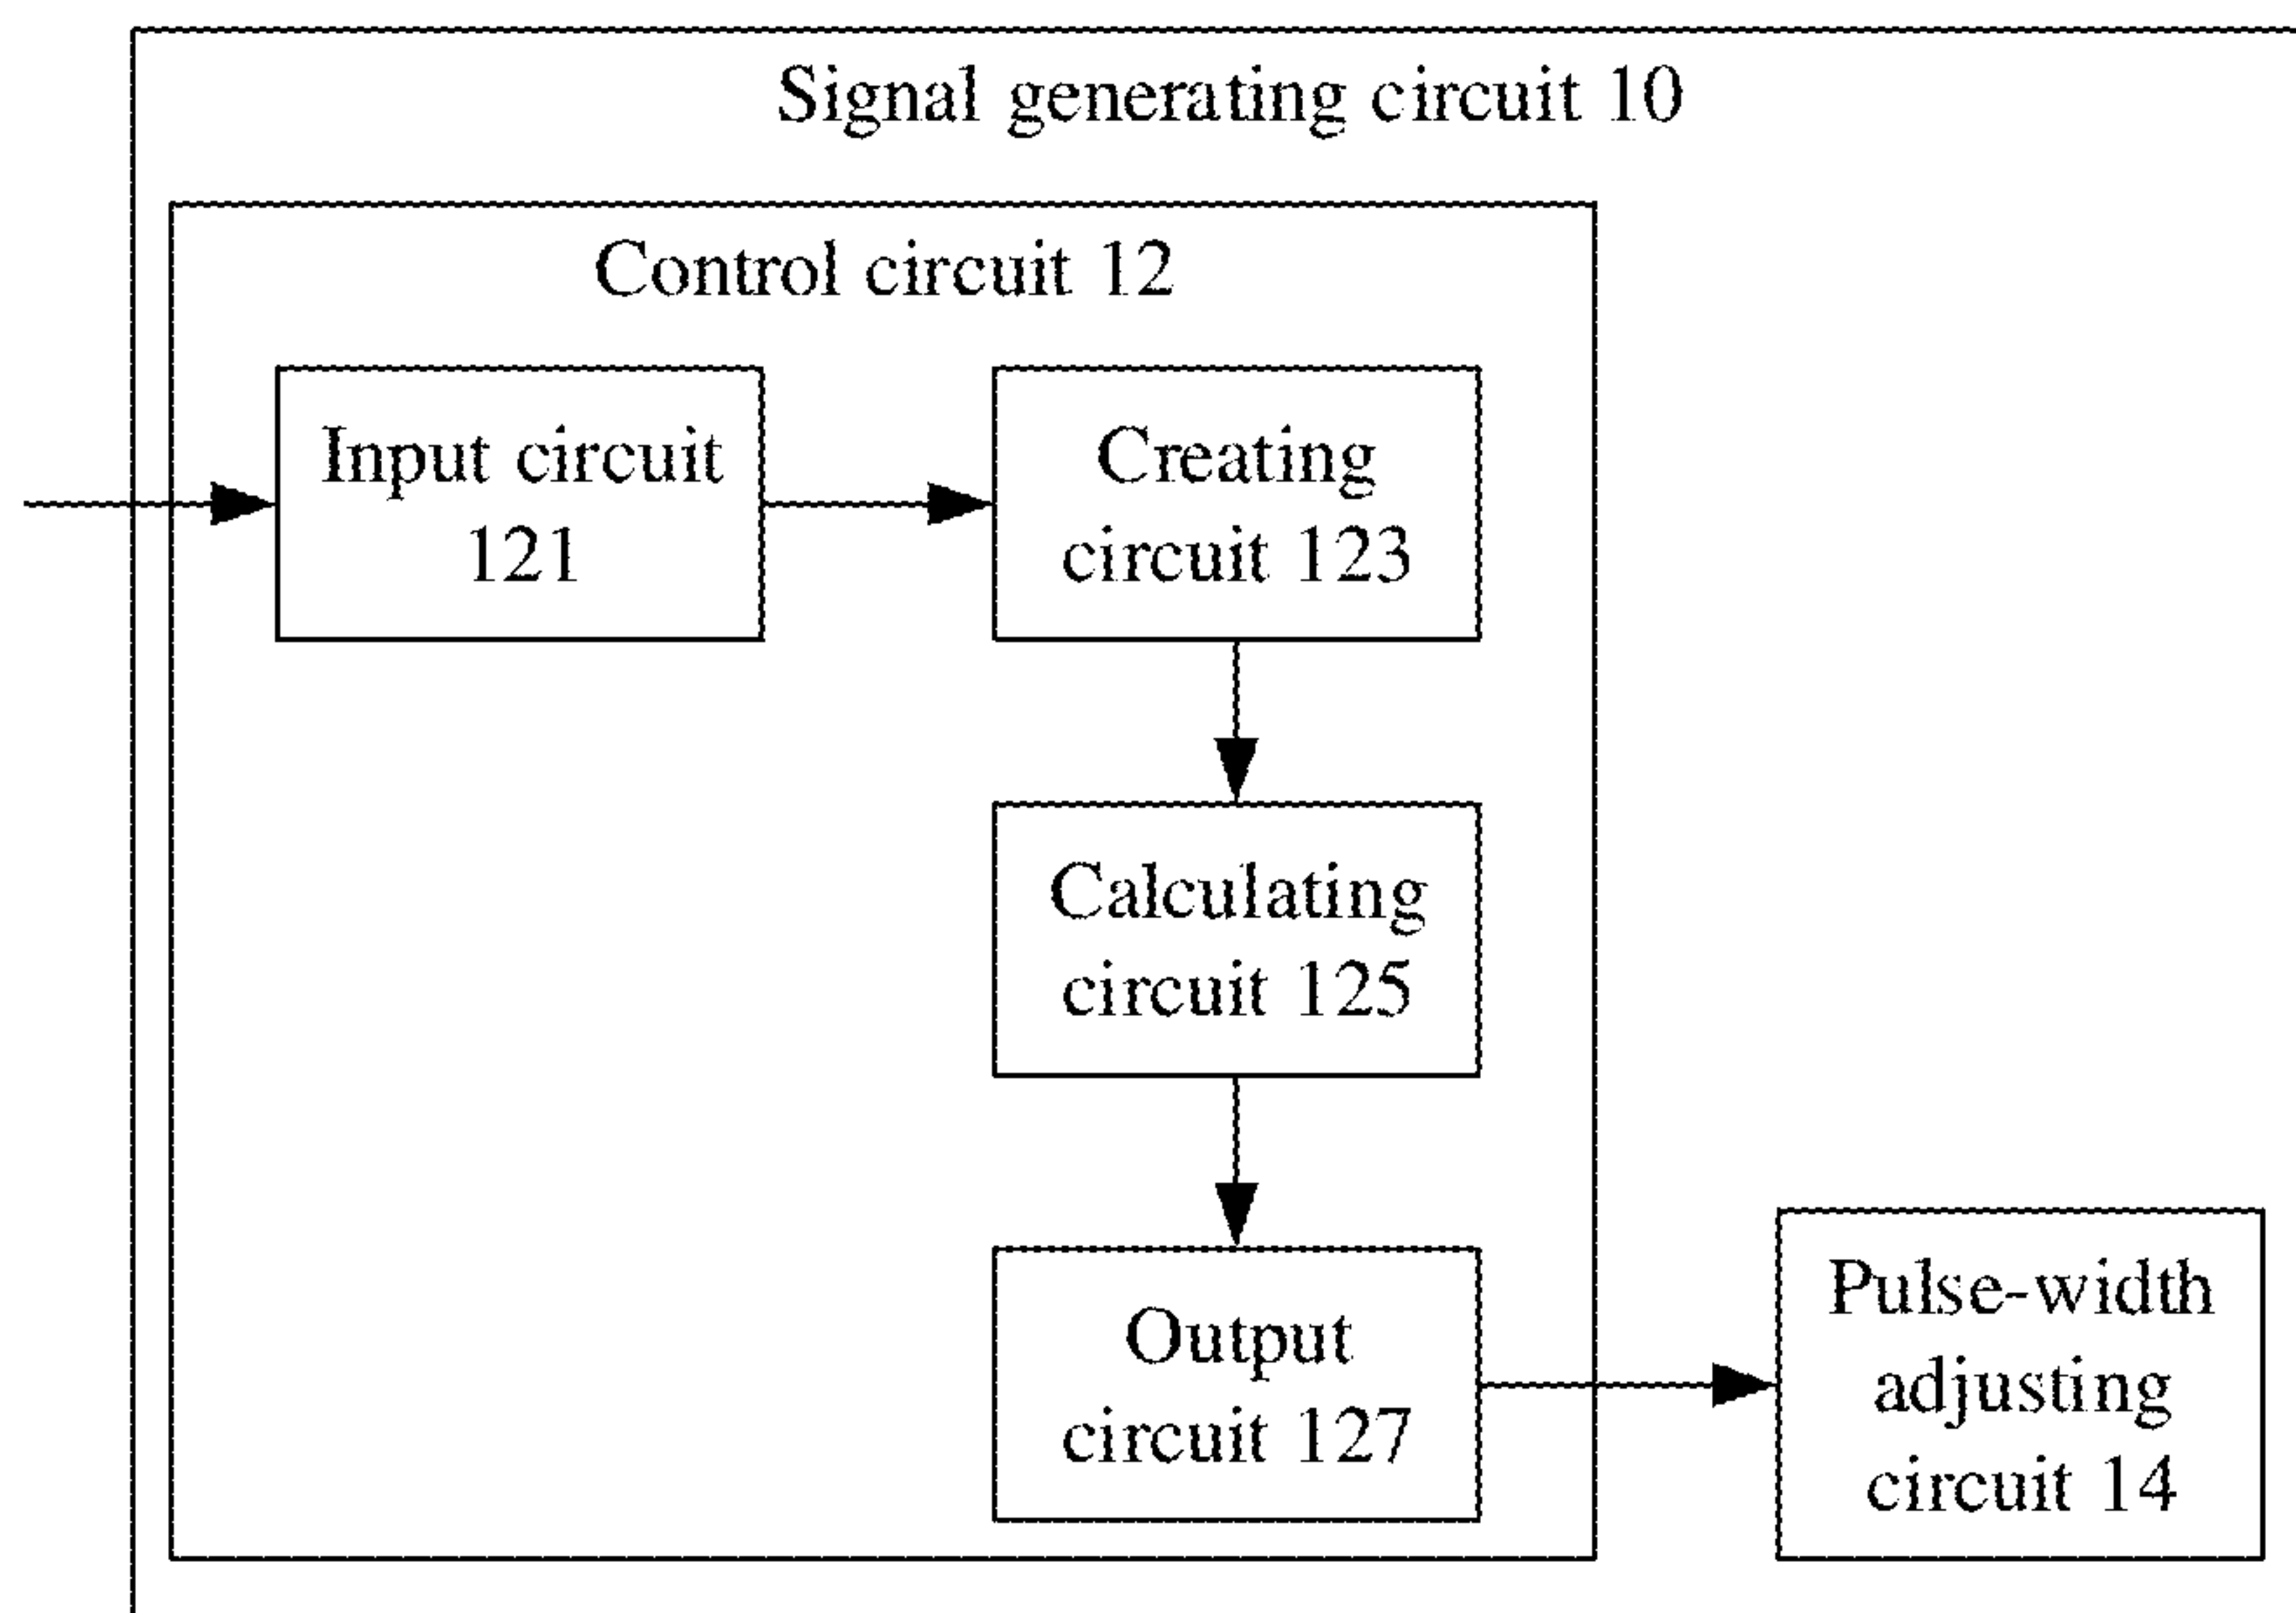 Signal generating circuit 10
Control circuit 12
Input circuit
121
Creating
circuit 123
Calculating
circuit 125
Output
circuit 127
Pulse-width
adjusting
circuit 14